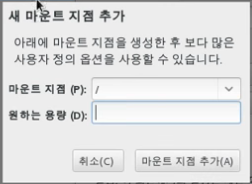 새 마운트 지점 추가
아래에 마운트 지점을 생성한 후 보다 많은
사용자 정의 옵션을 사용할 수 있습니다.
마운트 지점 (P): /
원하는 용량 (D):
취소(C) 마운트 지점 추가(A)